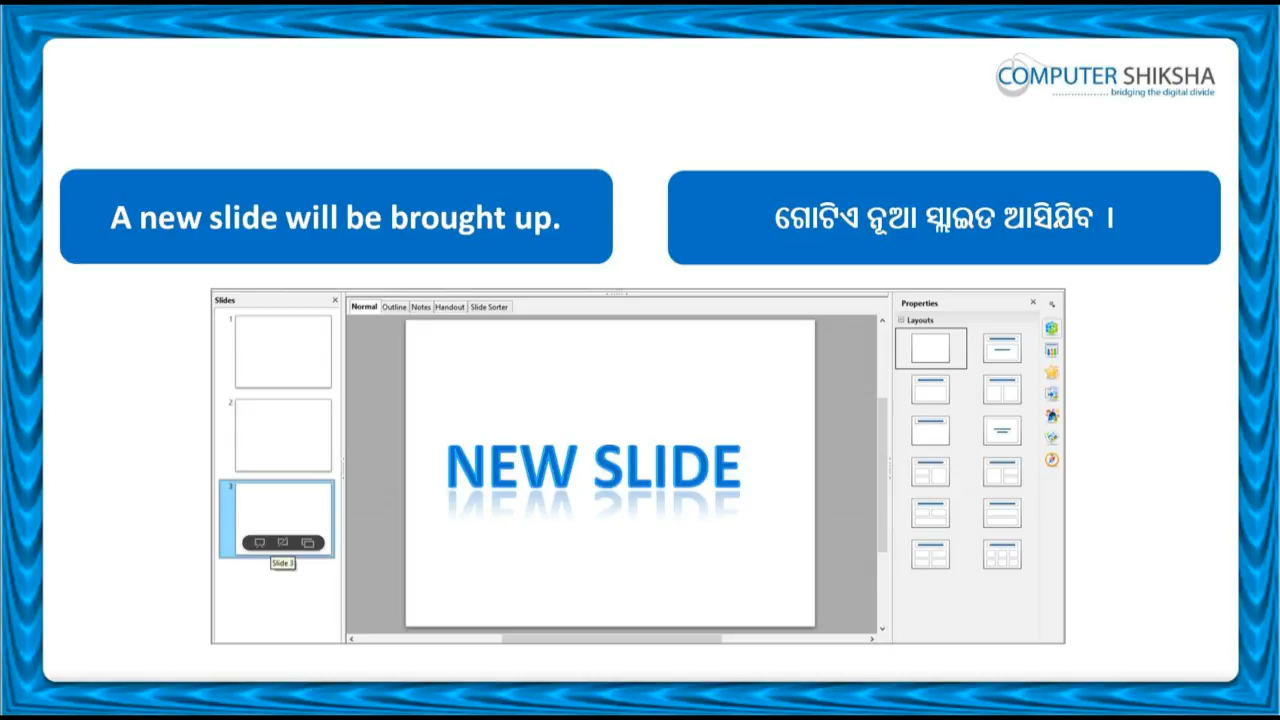 COMPUTER SHIKSHA
bridging the digital divide
A new slide will be brought up.
ଗୋଟିଏ ନୂଆ ସ୍ଲାଇଡ ଆସିଯିବ ।
Slides
Normal Outline Notes Handout Slide Sorter
Properties
Layouts
1
2
3
Slide 3
NEW SLIDE